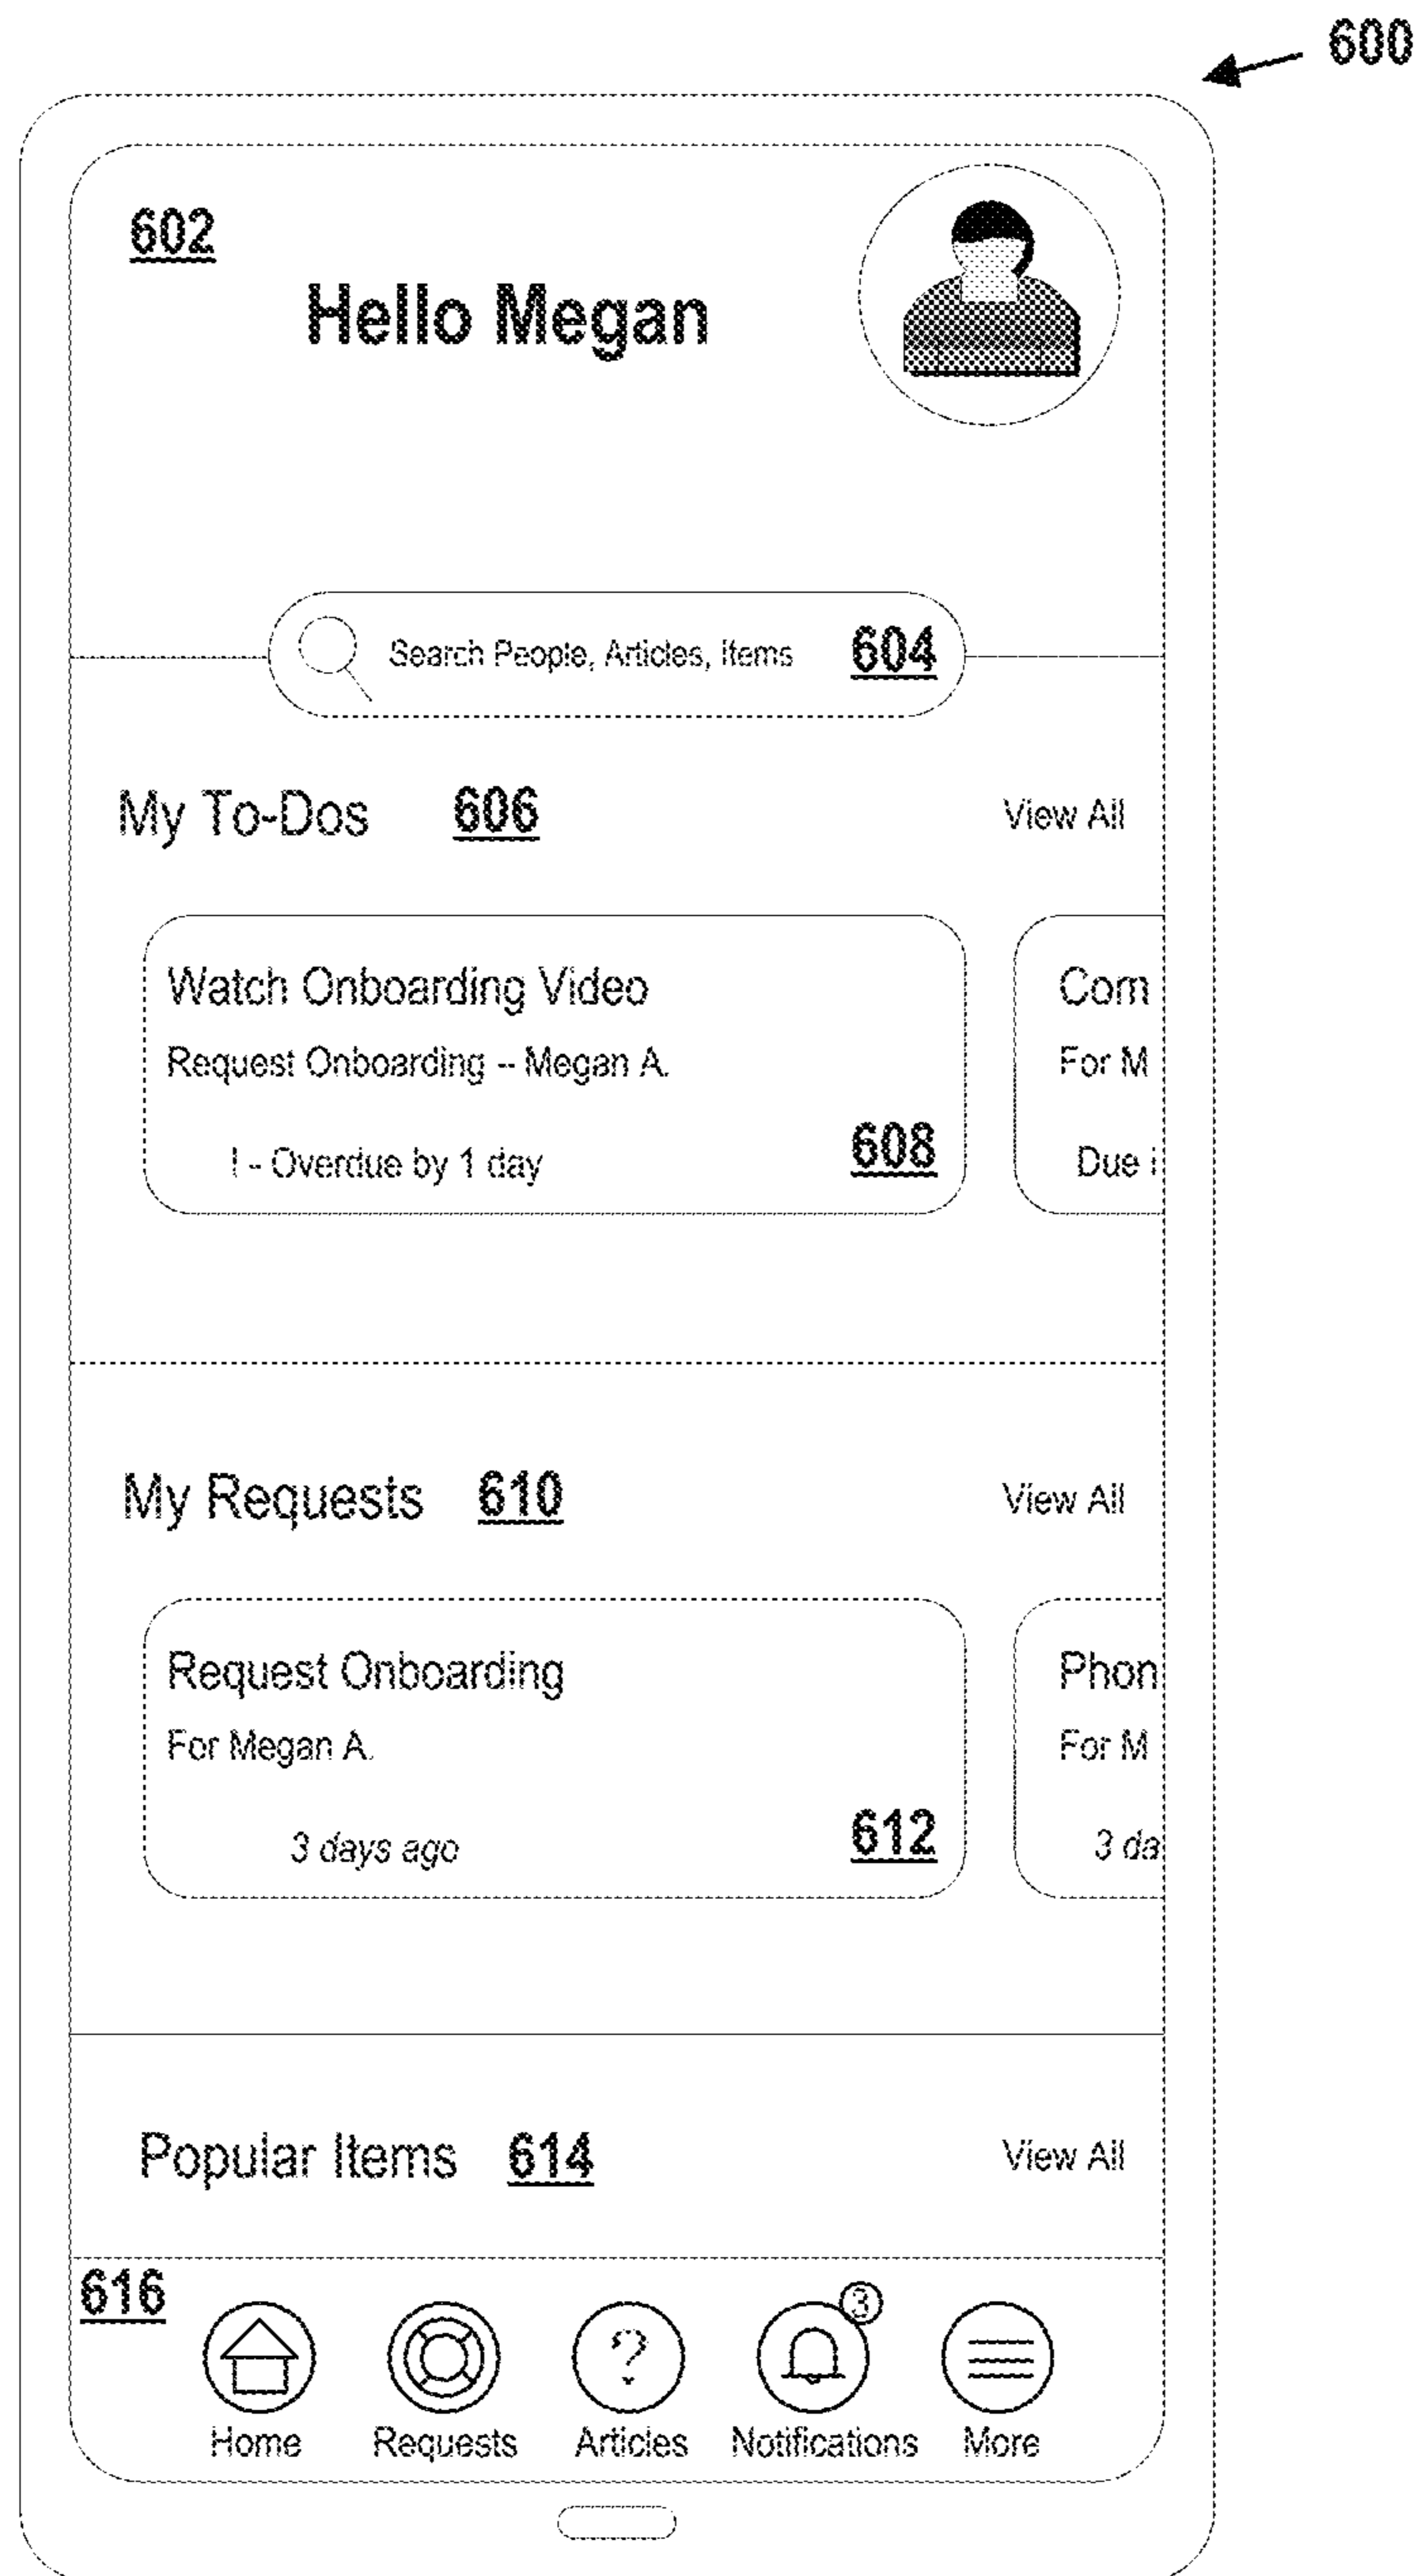 600
602
Hello Megan
Search People, Articles, Items 604
My To-Dos 606 View All
Watch Onboarding Video Com
Request Onboarding -- Megan A. For M
! - Overdue by 1 day 608 Due i
My Requests 610 View All
Request Onboarding Phon
For Megan A. For M
3 days ago 612 3 da
Popular Items 614 View All
616
3
?
Home Requests Articles Notifications More